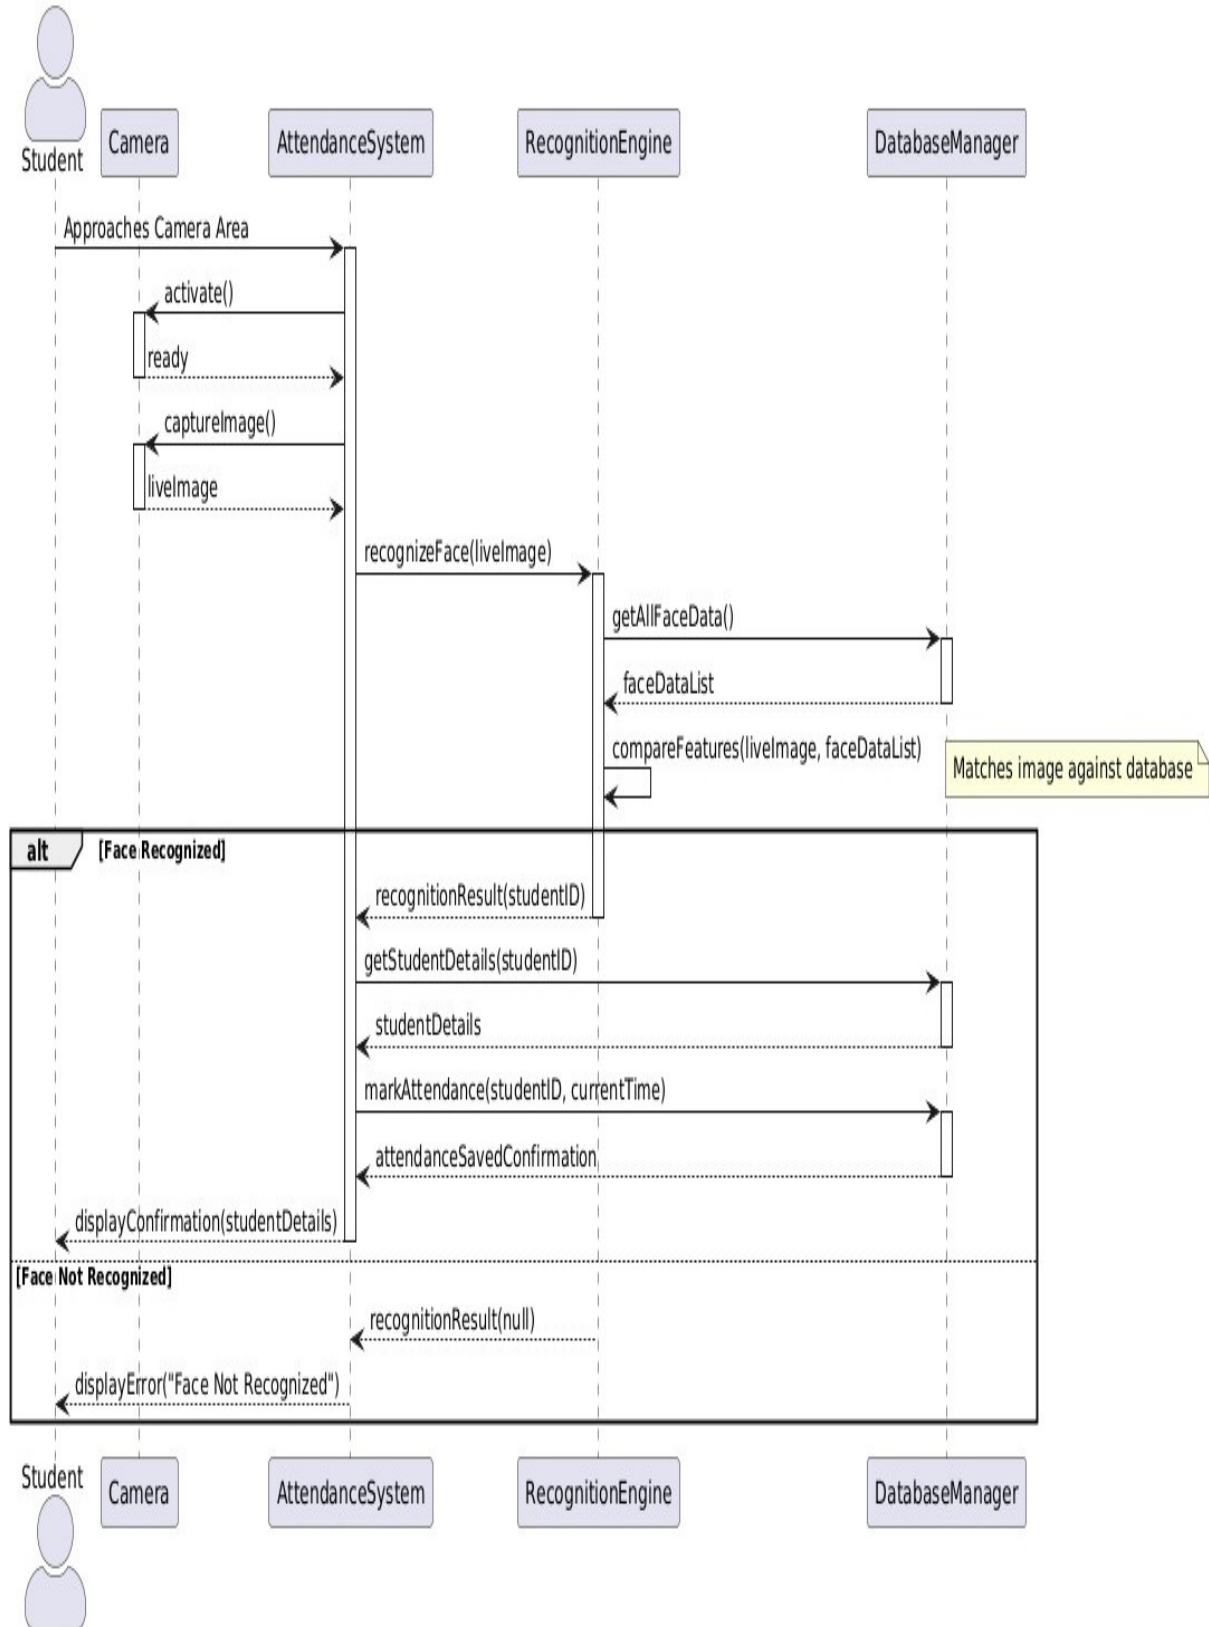 Student
Camera
AttendanceSystem
RecognitionEngine
DatabaseManager
Approaches Camera Area
activate()
ready
captureImage()
liveImage
recognizeFace(liveImage)
getAllFaceData()
faceDataList
compareFeatures(liveImage, faceDataList)
Matches image against database
alt
[Face Recognized]
recognitionResult(studentID)
getStudentDetails(studentID)
studentDetails
markAttendance(studentID, currentTime)
attendanceSavedConfirmation
displayConfirmation(studentDetails)
[Face Not Recognized]
recognitionResult(null)
displayError("Face Not Recognized")
Student
Camera
AttendanceSystem
RecognitionEngine
DatabaseManager